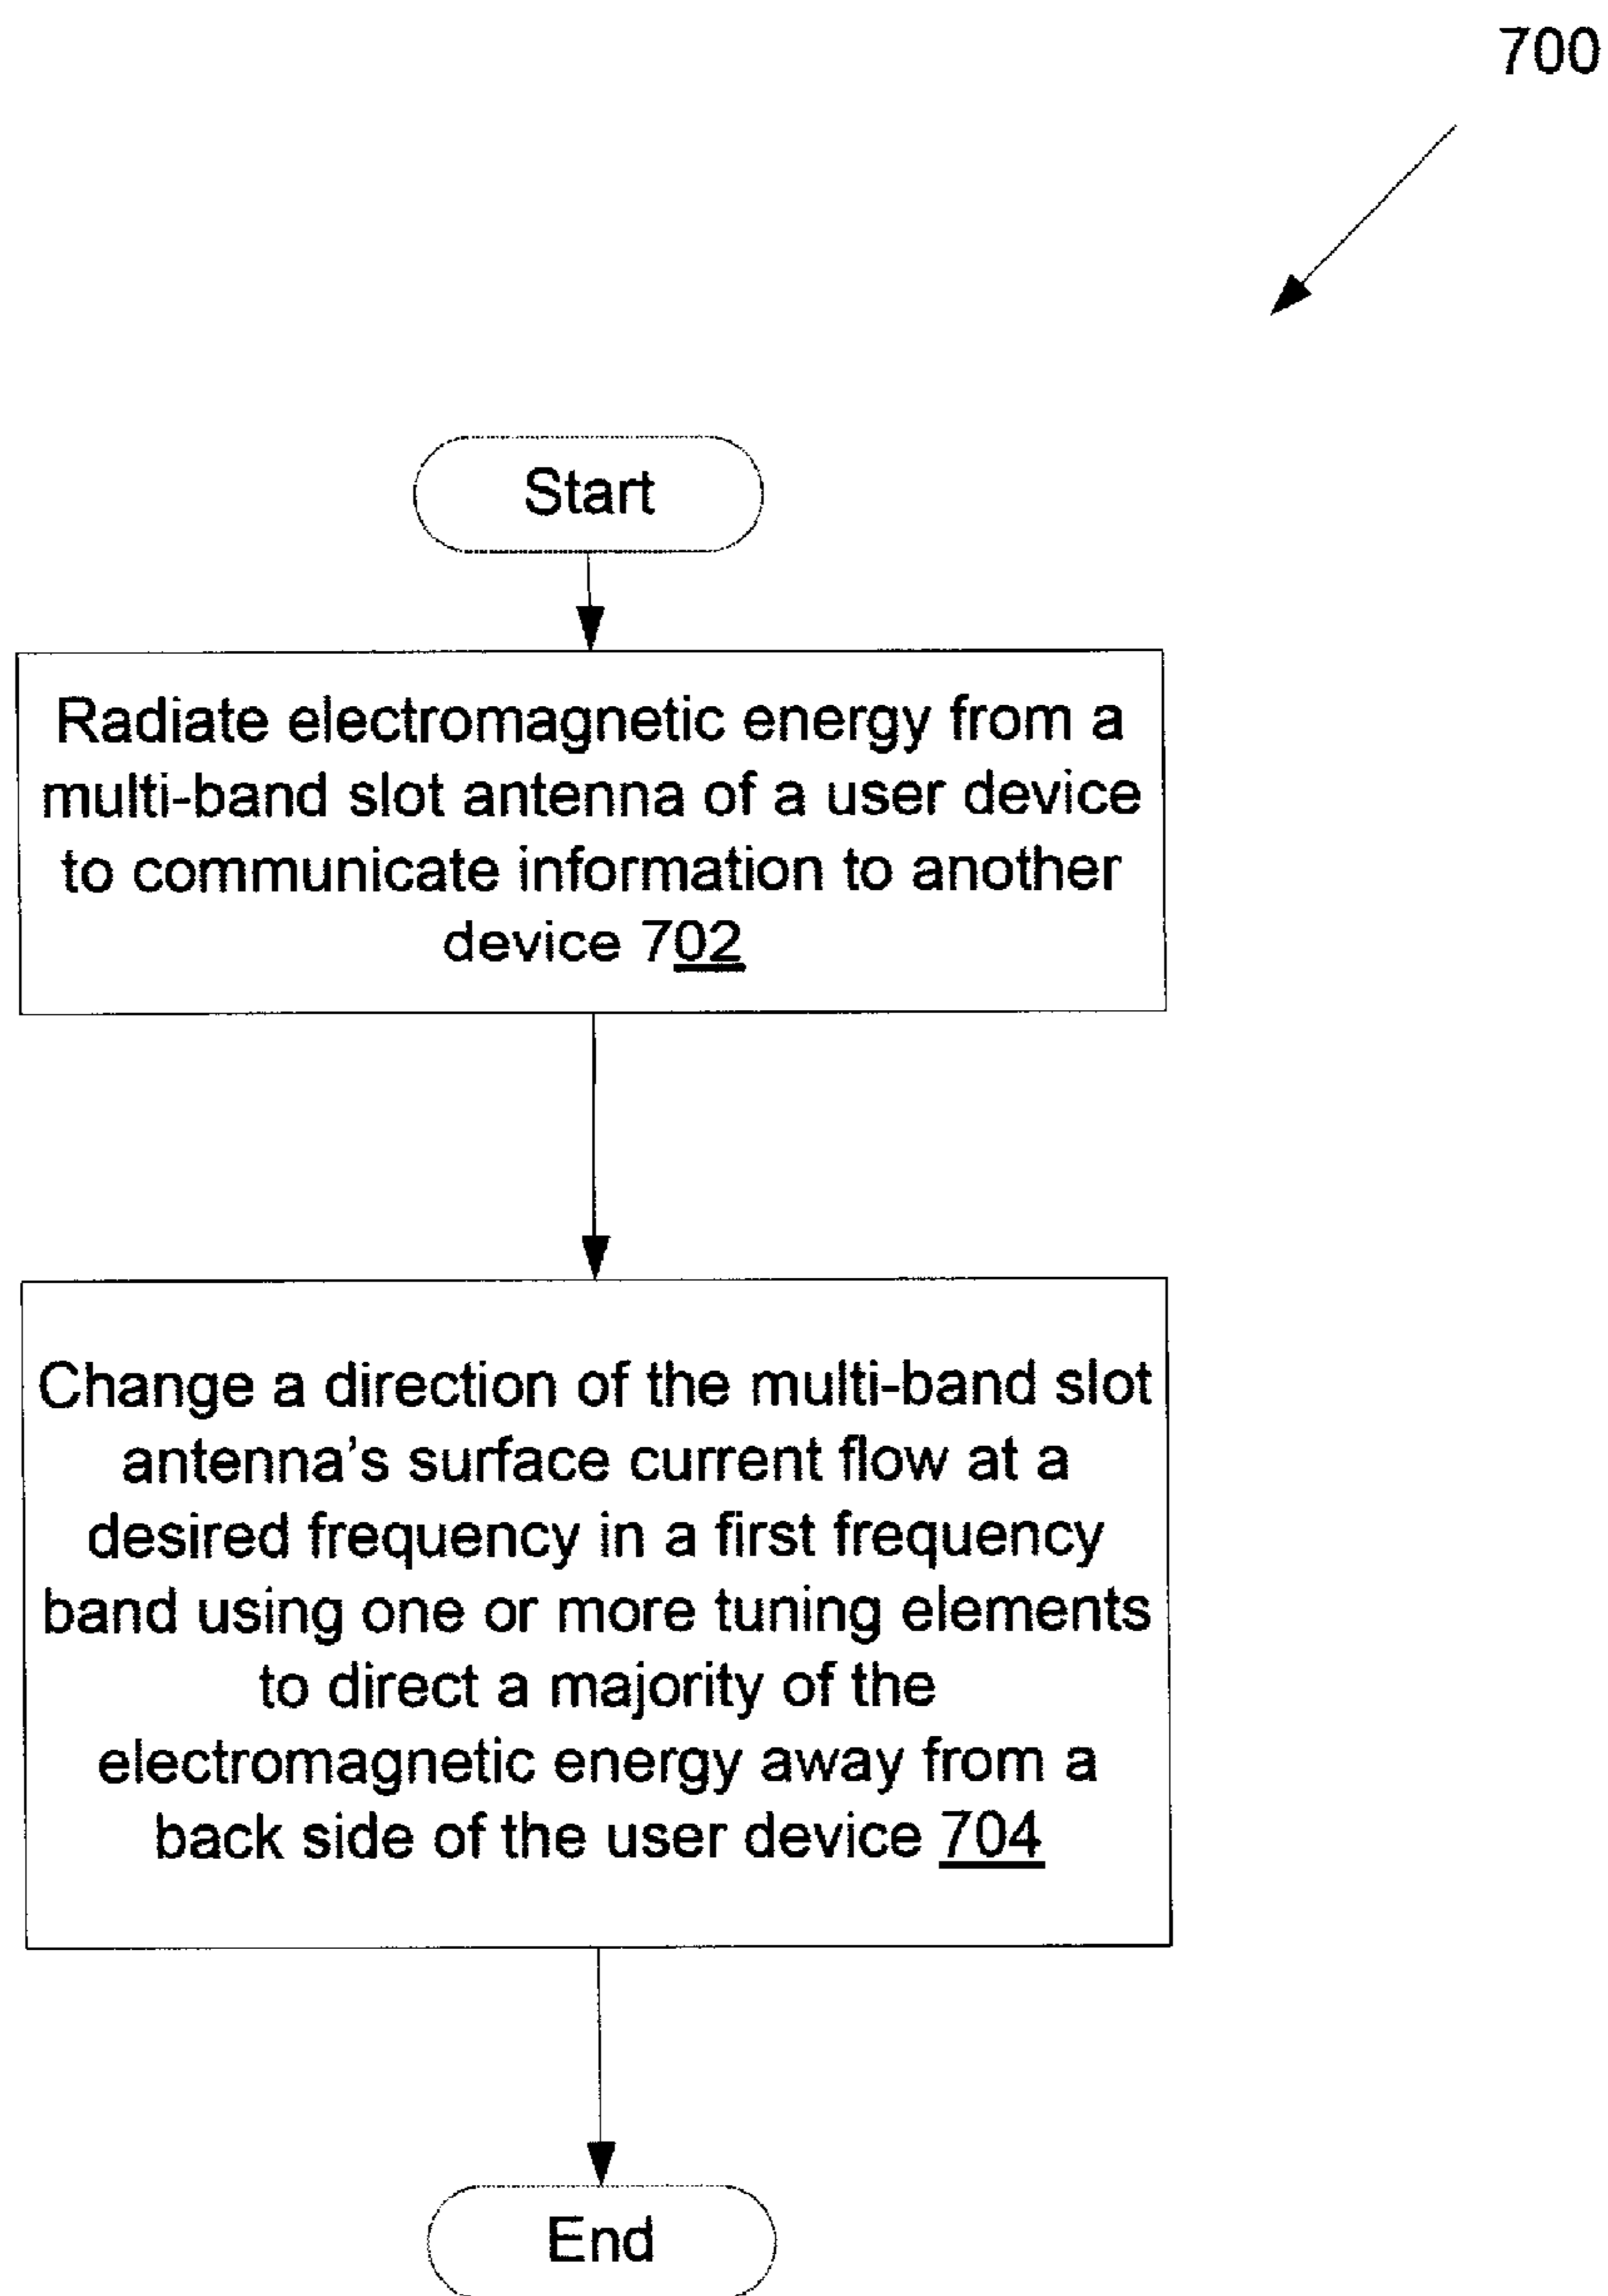 700
Start
Radiate electromagnetic energy from a
multi-band slot antenna of a user device
to communicate information to another
device 702
Change a direction of the multi-band slot
antenna's surface current flow at a
desired frequency in a first frequency
band using one or more tuning elements
to direct a majority of the
electromagnetic energy away from a
back side of the user device 704
End